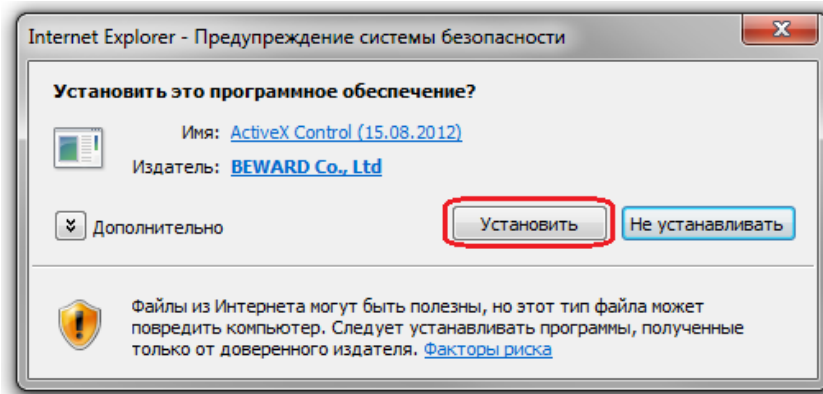 Internet Explorer - Предупреждение системы безопасности
Установить это программное обеспечение?
Имя: ActiveX Control (15.08.2012)
Издатель: BEWARD Co., Ltd
Дополнительно
Установить
Не устанавливать
Файлы из Интернета могут быть полезны, но этот тип файла может
повредить компьютер. Следует устанавливать программы, полученные
только от доверенного издателя. Факторы риска